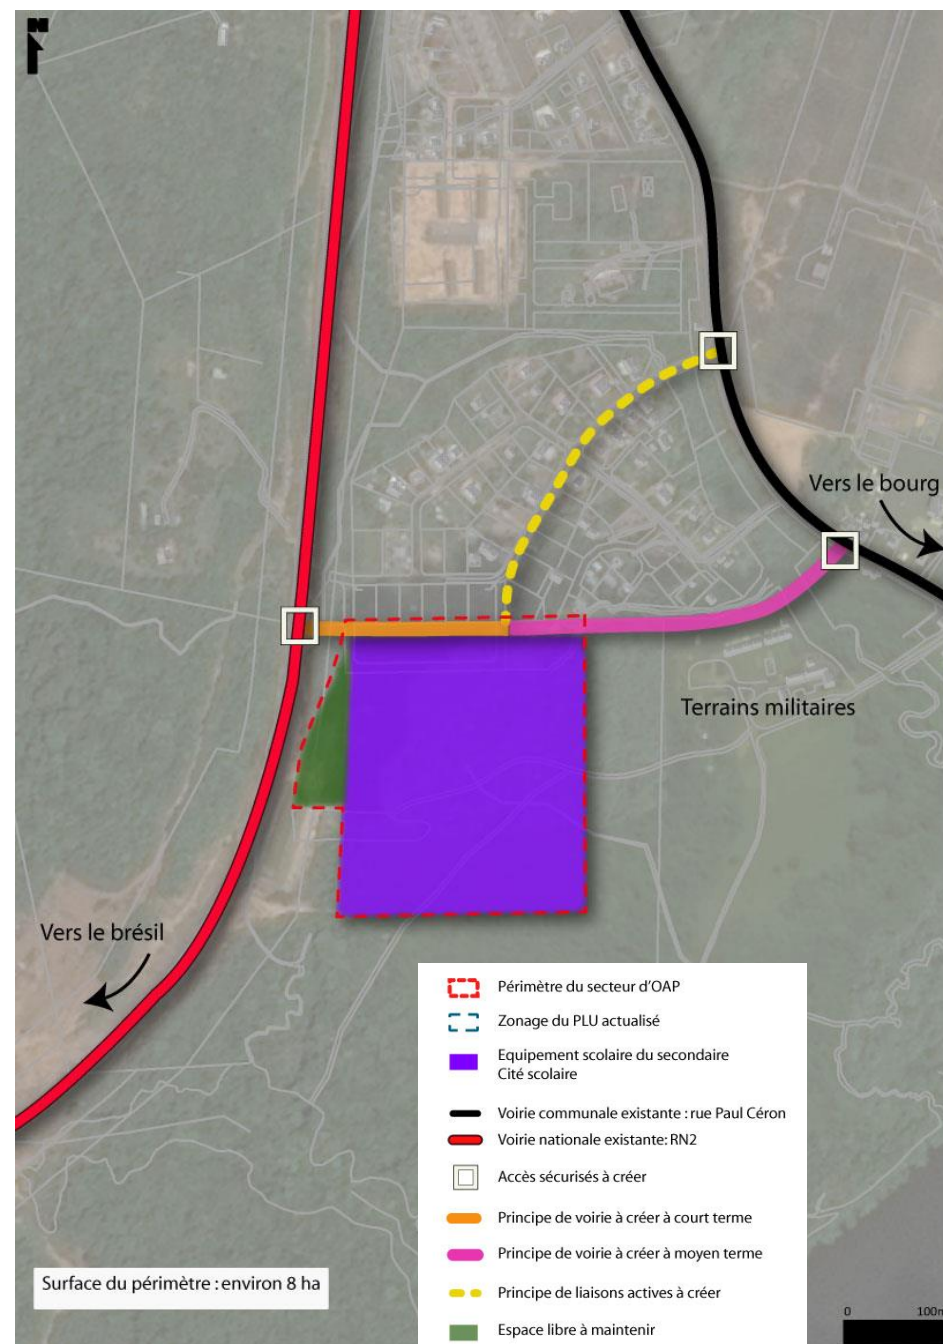 Vers le bourg
Terrains militaires
Vers le brésil
Périmètre du secteur d'OAP
Zonage du PLU actualisé
Equipement scolaire du secondaire
Cité scolaire
Voirie communale existante : rue Paul Céron
Voirie nationale existante: RN2
Accès sécurisés à créer
Principe de voirie à créer à court terme
Principe de voirie à créer à moyen terme
Principe de liaisons actives à créer
Espace libre à maintenir
Surface du périmètre : environ 8 ha
0 100m